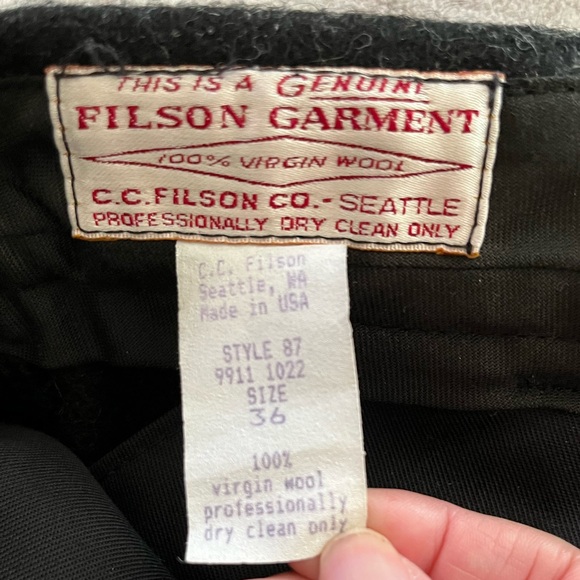 THIS IS A GENUINE
FILSON GARMENT
100% VIRGIN WOOL
C.C. FILSON CO. - SEATTLE
PROFESSIONALLY DRY CLEAN ONLY
C.C. Filson
Seattle, WA
Made in USA
STYLE 87
9911 1022
SIZE
36
100%
virgin wool
professionally
dry clean only